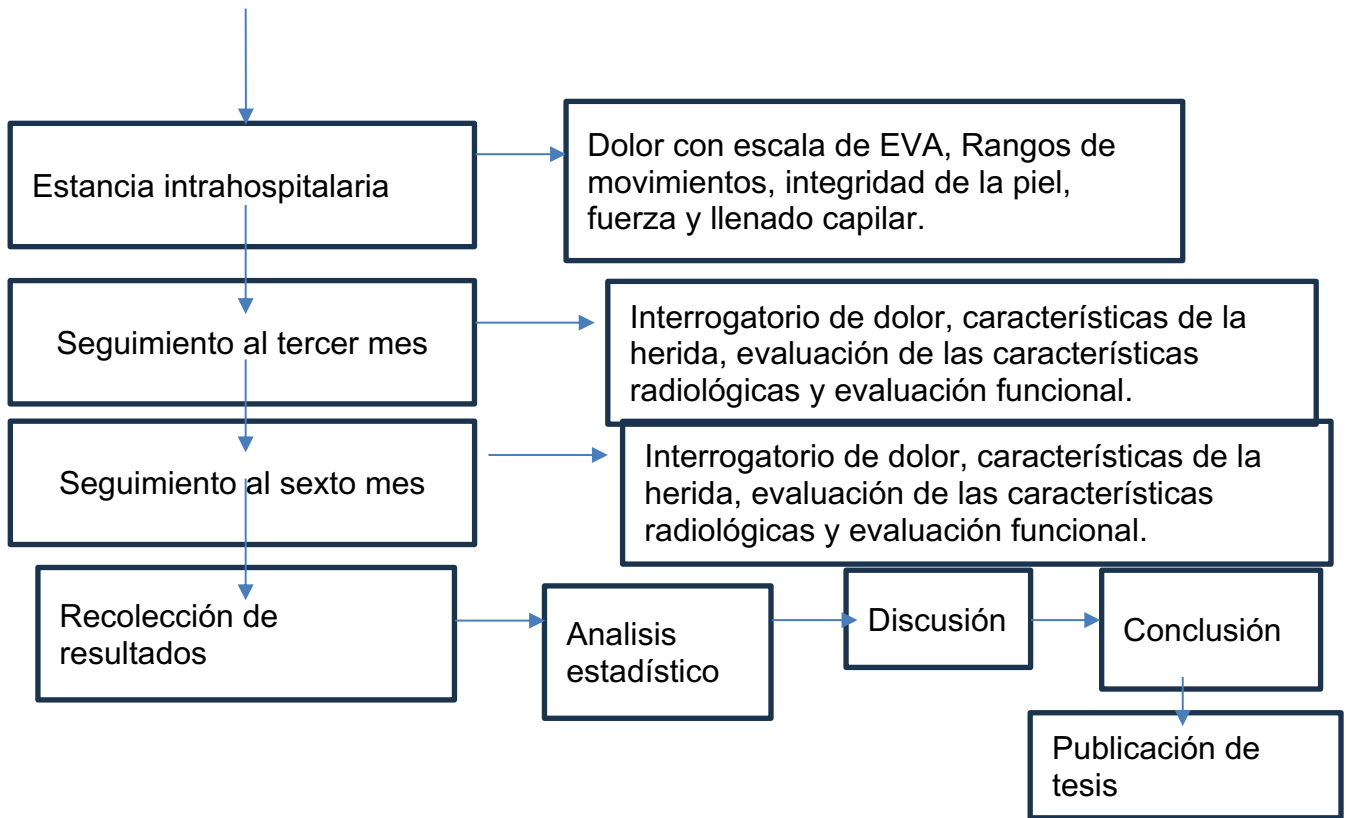 Estancia intrahospitalaria
Dolor con escala de EVA, Rangos de
movimientos, integridad de la piel,
fuerza y llenado capilar.
Seguimiento al tercer mes
Interrogatorio de dolor, características de la
herida, evaluación de las características
radiológicas y evaluación funcional.
Seguimiento al sexto mes
Interrogatorio de dolor, características de la
herida, evaluación de las características
radiológicas y evaluación funcional.
Recolección de
resultados
Analisis
estadístico
Discusión
Conclusión
Publicación de
tesis